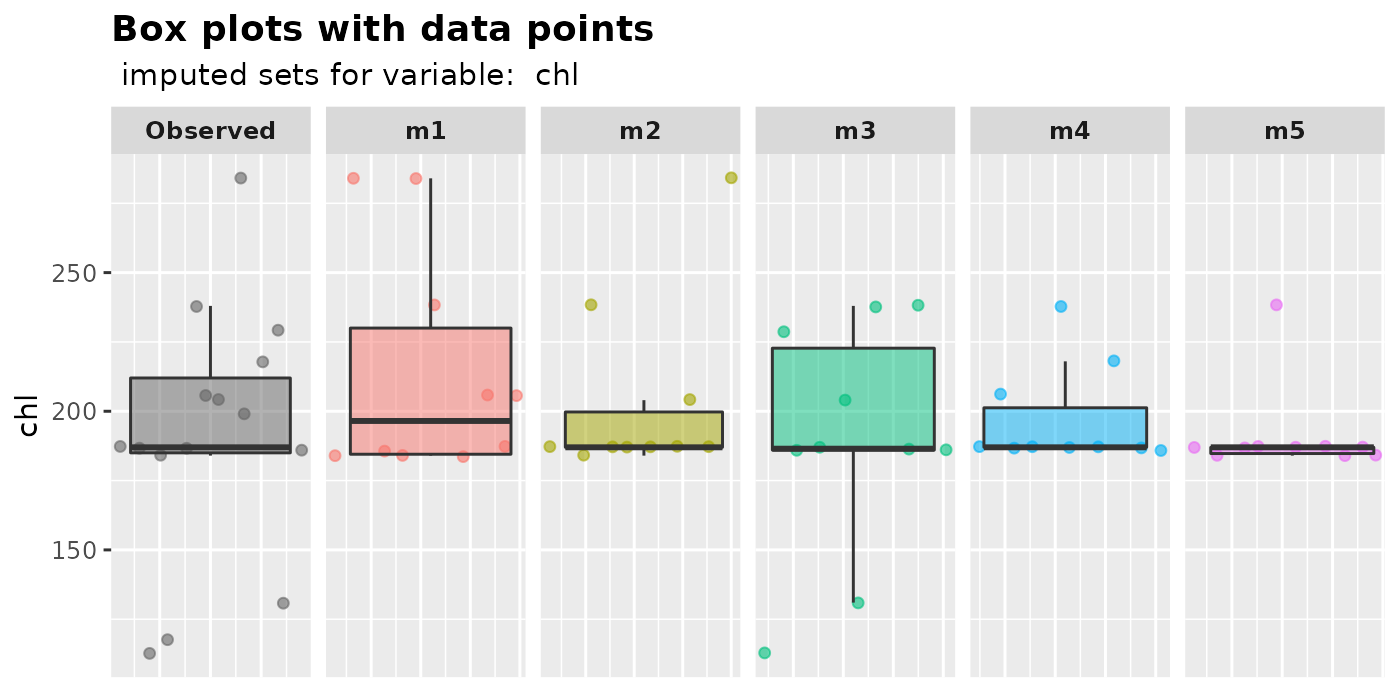 Box plots with data points
imputed sets for variable:  chl
Observed m1 m2 m3 m4 m5
chl
250
200
150